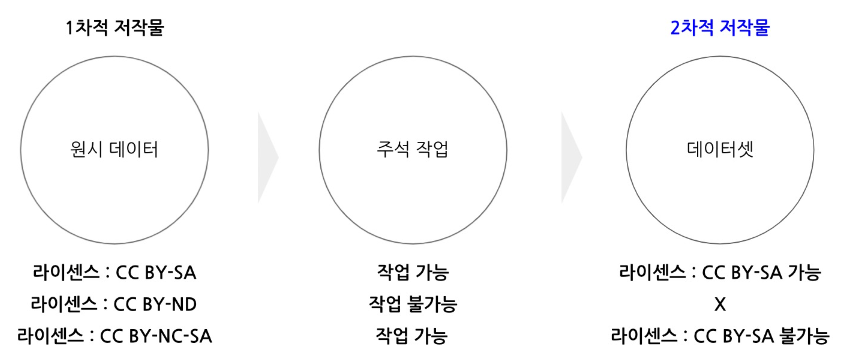 1차적 저작물
2차적 저작물
원시 데이터
주석 작업
데이터셋
라이센스 : CC BY-SA
작업 가능
라이센스 : CC BY-SA 가능
라이센스 : CC BY-ND
작업 불가능
X
라이센스 : CC BY-NC-SA
작업 가능
라이센스 : CC BY-SA 불가능